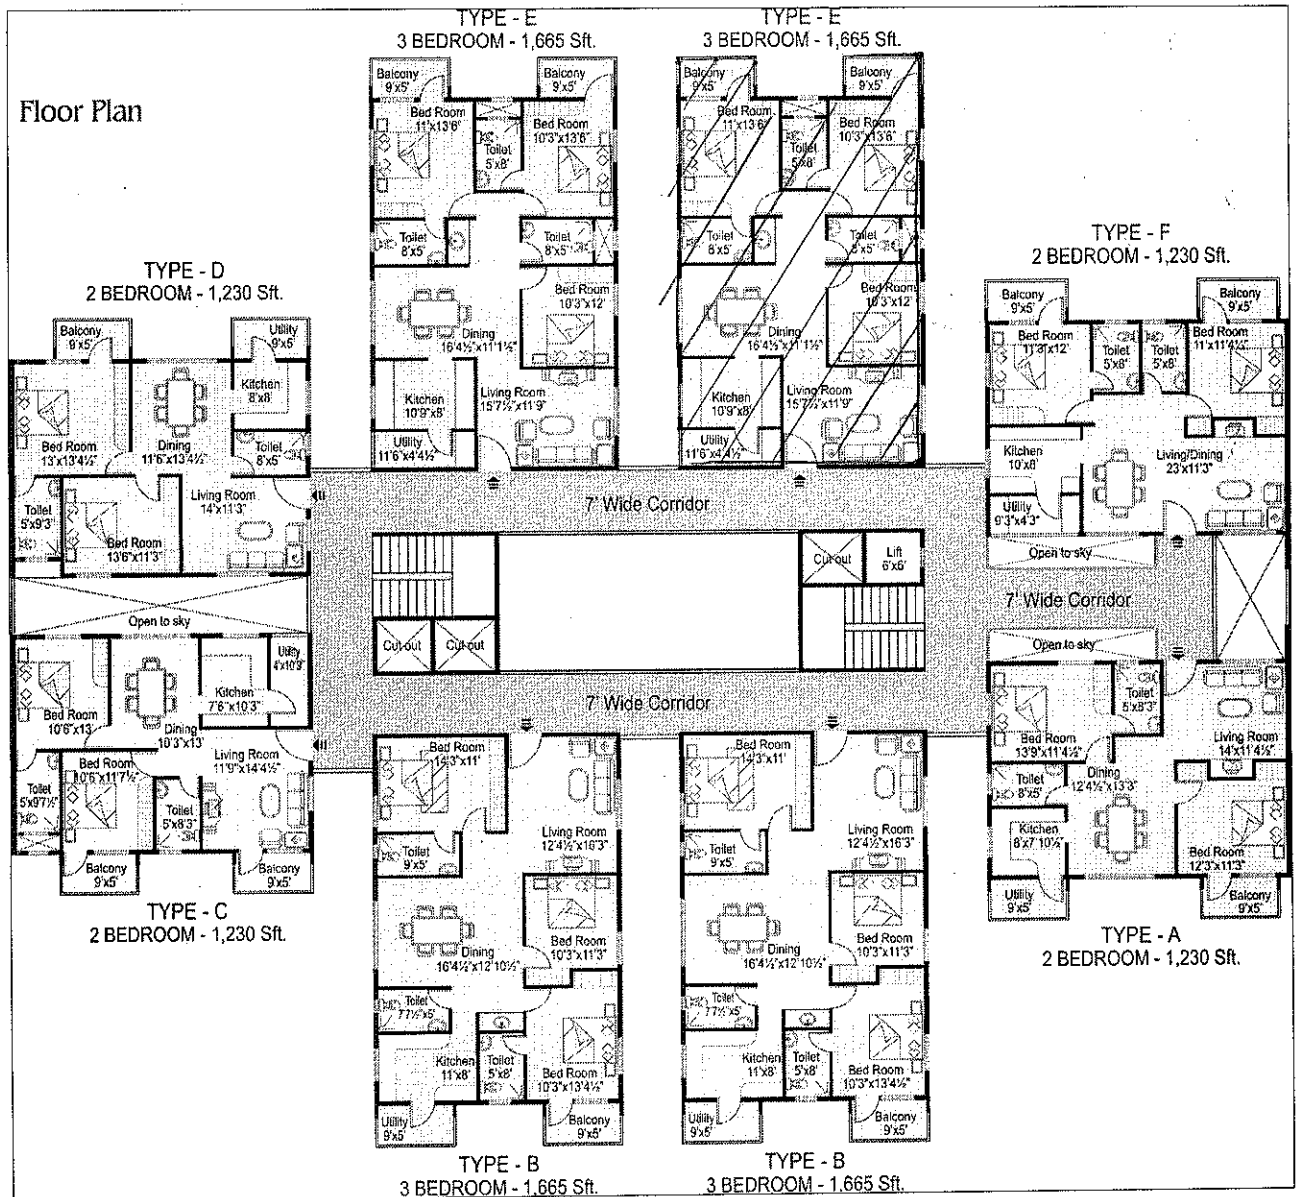 Floor Plan
TYPE - E
3 BEDROOM - 1,665 Sft.
Balcony
9'x5'
Balcony
9'x5'
Bed Room
11'x13'6"
Bed Room
10'3"x13'6"
Toilet
5'x8'
Toilet
8'x5'
Toilet
8'x5'
Bed Room
10'3"x12'
Dining
16'4½"x11'1½"
Kitchen
10'9"x8'
Living Room
15'7½"x11'9"
Utility
11'6"x4'4½"
TYPE - E
3 BEDROOM - 1,665 Sft.
Balcony
9'x5'
Balcony
9'x5'
Bed Room
11'x13'6"
Bed Room
10'3"x13'6"
Toilet
5'x8'
Toilet
8'x5'
Toilet
8'x5'
Bed Room
10'3"x12'
Dining
16'4½"x11'1½"
Kitchen
10'9"x8'
Living Room
15'7½"x11'9"
Utility
11'6"x4'4½"
TYPE - D
2 BEDROOM - 1,230 Sft.
Balcony
9'x5'
Utility
9'x5'
Kitchen
8'x8'
Bed Room
13'x13'4½"
Dining
11'6"x13'4½"
Toilet
8'x5'
Toilet
5'x9'3"
Bed Room
13'6"x11'3"
Living Room
14'x11'3"
TYPE - F
2 BEDROOM - 1,230 Sft.
Balcony
9'x5'
Balcony
9'x5'
Bed Room
11'3"x12'
Toilet
5'x8'
Toilet
5'x8'
Bed Room
11'x11'4½"
Kitchen
10'x8'
Living/Dining
23'x11'3"
Utility
9'3"x4'3"
7' Wide Corridor
Cut out
Lift
6'x6'
Open to sky
7' Wide Corridor
Open to sky
Cut out
Cut out
7' Wide Corridor
Open to sky
Utility
4'x10'9"
Kitchen
7'6"x10'3"
Bed Room
10'6"x13'
Dining
10'3"x13'
Bed Room
10'6"x11'7½"
Living Room
11'9"x14'4½"
Toilet
5'x9'7½"
Toilet
5'x8'3"
Balcony
9'x5'
Balcony
9'x5'
TYPE - C
2 BEDROOM - 1,230 Sft.
Bed Room
14'3"x11'
Living Room
12'4½"x16'3"
Toilet
9'x5'
Dining
16'4½"x12'10½"
Bed Room
10'3"x11'3"
Toilet
7'7½"x5'
Kitchen
11'x8'
Toilet
5'x8'
Bed Room
10'3"x13'4½"
Utility
9'x5'
Balcony
9'x5'
TYPE - B
3 BEDROOM - 1,665 Sft.
Bed Room
14'3"x11'
Living Room
12'4½"x16'3"
Toilet
9'x5'
Dining
16'4½"x12'10½"
Bed Room
10'3"x11'3"
Toilet
7'7½"x5'
Kitchen
11'x8'
Toilet
5'x8'
Bed Room
10'3"x13'4½"
Utility
9'x5'
Balcony
9'x5'
TYPE - B
3 BEDROOM - 1,665 Sft.
Toilet
5'x8'3"
Bed Room
13'9"x11'4½"
Living Room
14'x11'4½"
Toilet
8'x5'
Dining
12'4½"x13'3"
Kitchen
8'x7'10½"
Bed Room
12'3"x11'3"
Utility
9'x5'
Balcony
9'x5'
TYPE - A
2 BEDROOM - 1,230 Sft.